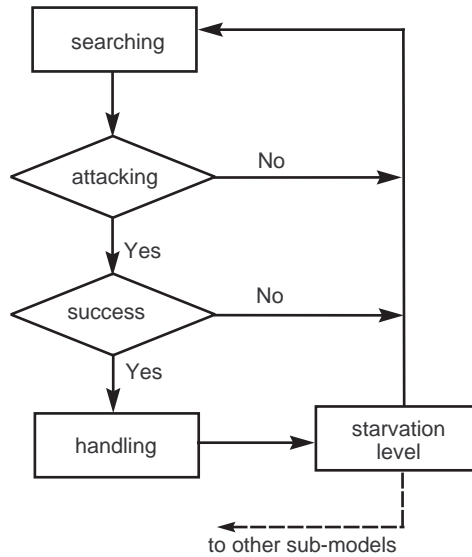 searching
attacking
No
Yes
success
No
Yes
handling
starvation
level
to other sub-models